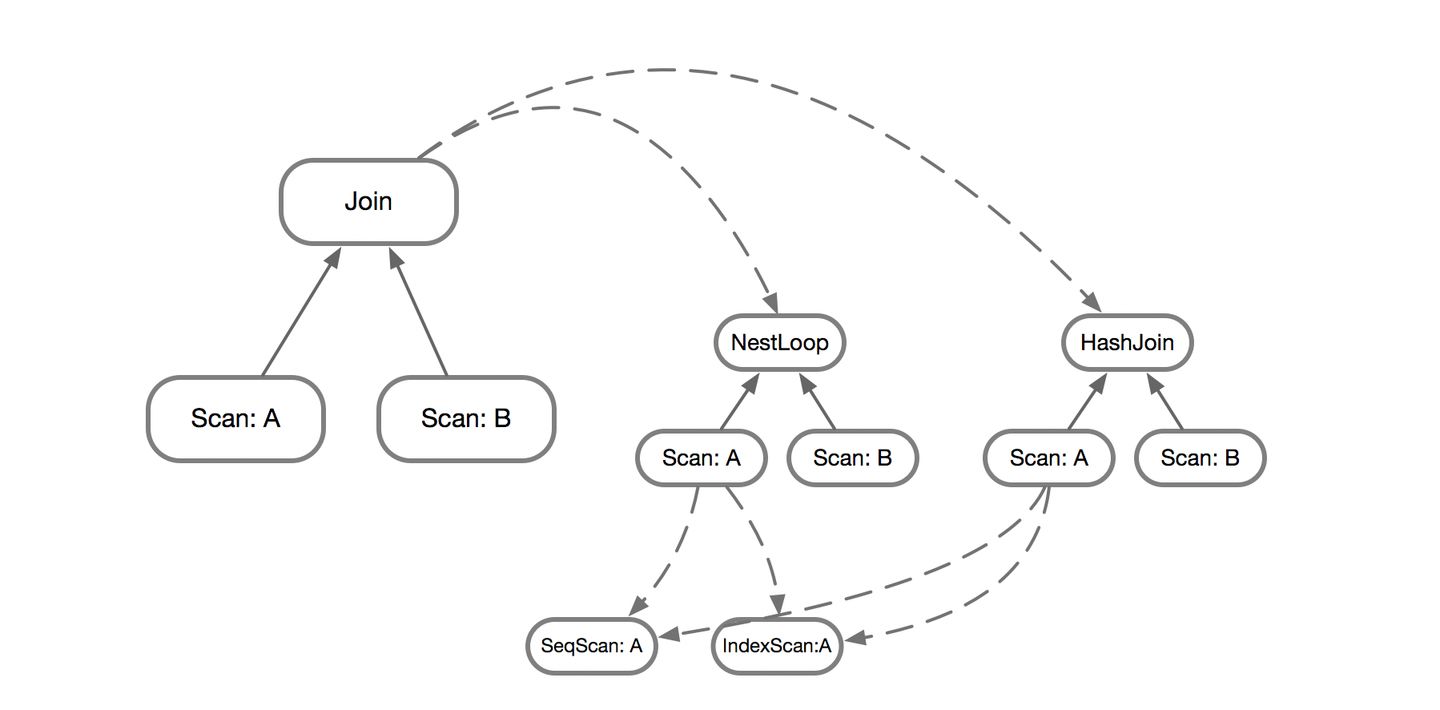 Join
Scan: A
Scan: B
NestLoop
HashJoin
Scan: A
Scan: B
Scan: A
Scan: B
SeqScan: A
IndexScan:A